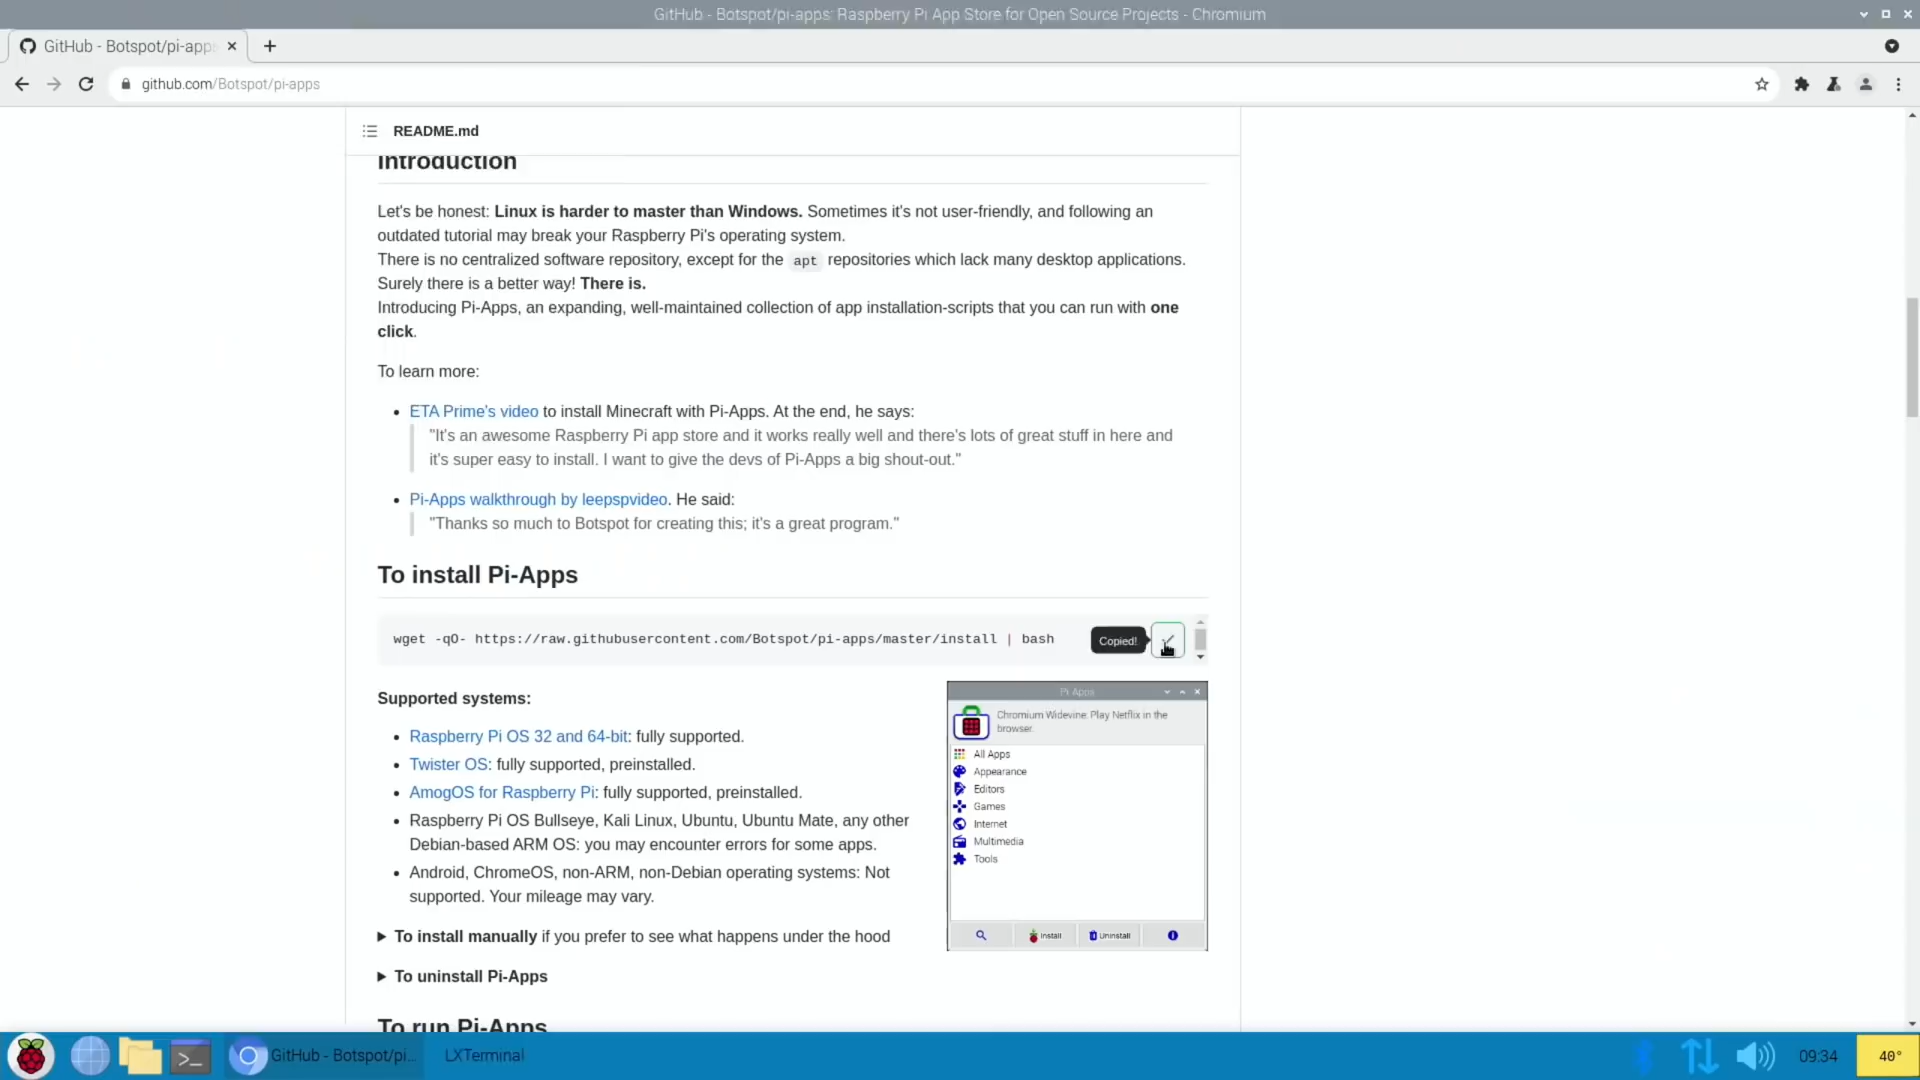 GitHub - Botspot/pi-apps: Raspberry Pi App Store for Open Source Projects - Chromium
GitHub - Botspot/pi-apps
github.com/Botspot/pi-apps
README.md
Introduction
Let's be honest: Linux is harder to master than Windows. Sometimes it's not user-friendly, and following an
outdated tutorial may break your Raspberry Pi's operating system.
There is no centralized software repository, except for the apt repositories which lack many desktop applications.
Surely there is a better way! There is.
Introducing Pi-Apps, an expanding, well-maintained collection of app installation-scripts that you can run with one
click.
To learn more:
• ETA Prime's video to install Minecraft with Pi-Apps. At the end, he says:
"It's an awesome Raspberry Pi app store and it works really well and there's lots of great stuff in here and
it's super easy to install. I want to give the devs of Pi-Apps a big shout-out."
• Pi-Apps walkthrough by leepspvideo. He said:
"Thanks so much to Botspot for creating this; it's a great program."
To install Pi-Apps
wget -qO- https://raw.githubusercontent.com/Botspot/pi-apps/master/install | bash
Copied!
Supported systems:
• Raspberry Pi OS 32 and 64-bit: fully supported.
• Twister OS: fully supported, preinstalled.
• AmogOS for Raspberry Pi: fully supported, preinstalled.
• Raspberry Pi OS Bullseye, Kali Linux, Ubuntu, Ubuntu Mate, any other
Debian-based ARM OS: you may encounter errors for some apps.
• Android, ChromeOS, non-ARM, non-Debian operating systems: Not
supported. Your mileage may vary.
Pi Apps
Chromium Widevine: Play Netflix in the
browser.
All Apps
Appearance
Editors
Games
Internet
Multimedia
Tools
Install
Uninstall
To install manually if you prefer to see what happens under the hood
To uninstall Pi-Apps
To run Pi-Apps
GitHub - Botspot/pi...
LXTerminal
09:34
40°